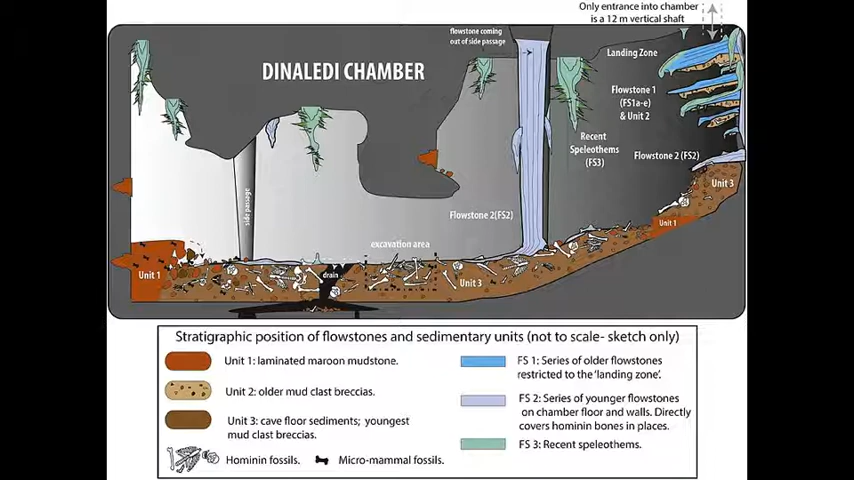 Only entrance into chamber
is a 12 m vertical shaft
flowstone coming
out of side passage
Landing Zone
DINALEDI CHAMBER
Flowstone 1
(FS1a-e)
& Unit 2
Recent
Speleothems
(FS3)
Flowstone 2 (FS2)
Unit 3
side passage
Flowstone 2(FS2)
Unit 1
excavation area
Unit 1
drain
Unit 3
Stratigraphic position of flowstones and sedimentary units (not to scale- sketch only)
Unit 1: laminated maroon mudstone.
Unit 2: older mud clast breccias.
Unit 3: cave floor sediments; youngest
mud clast breccias.
Hominin fossils.
Micro-mammal fossils.
FS 1: Series of older flowstones
restricted to the 'landing zone'.
FS 2: Series of younger flowstones
on chamber floor and walls. Directly
covers hominin bones in places.
FS 3: Recent speleothems.